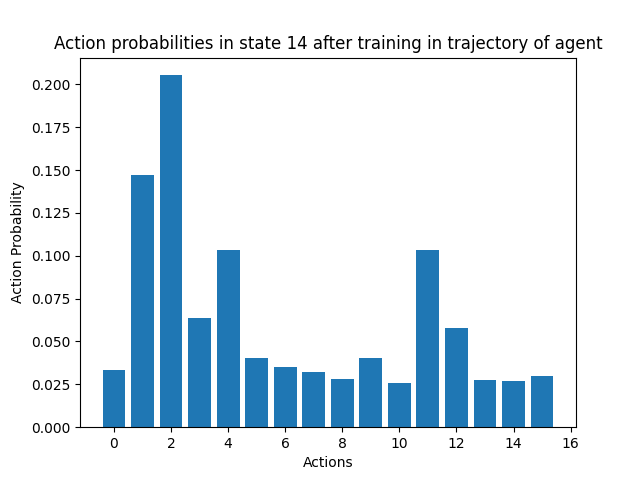 Action probabilities in state 14 after training in trajectory of agent
0.200
0.175
0.150
0.125
0.100
0.075
0.050
0.025
0.000
Action Probability
0 2 4 6 8 10 12 14 16
Actions